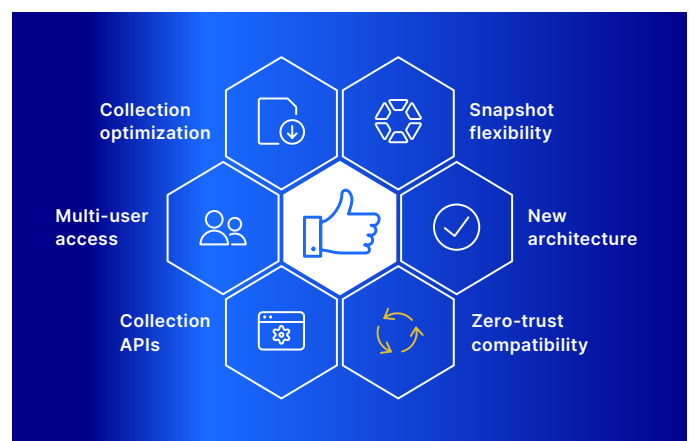 Collection
optimization
Snapshot
flexibility
Multi-user
access
New
architecture
Collection
APIs
Zero-trust
compatibility